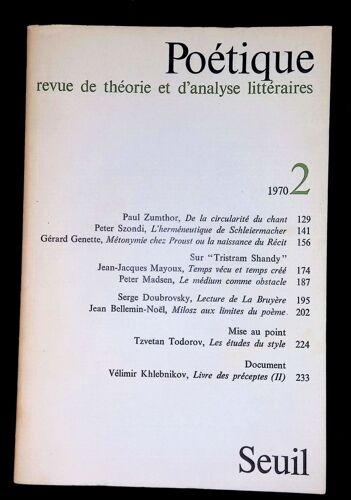 Poétique
revue de théorie et d'analyse littéraires
1970 2
Paul Zumthor, De la circularité du chant 129
Peter Szondi, L'herméneutique de Schleiermacher 141
Gérard Genette, Métonymie chez Proust ou la naissance du Récit 156
Sur "Tristram Shandy"
Jean-Jacques Mayoux, Temps vécu et temps créé 174
Peter Madsen, Le médium comme obstacle 187
Serge Doubrovsky, Lecture de La Bruyère 195
Jean Bellemin-Noël, Milosz aux limites du poème 202
Mise au point
Tzvetan Todorov, Les études du style 224
Document
Vélimir Khlebnikov, Livre des préceptes (II) 233
Seuil